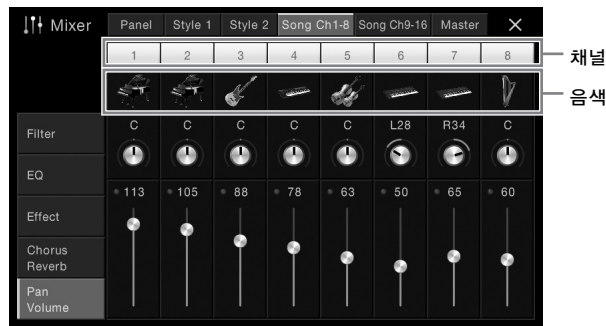 Mixer Panel Style 1 Style 2 Song Ch1-8 Song Ch9-16 Master
1 2 3 4 5 6 7 8 채널
음색
Filter C C C C C L28 R34 C
EQ
113 105 88 78 63 50 65 60
Effect
Chorus
Reverb
Pan
Volume